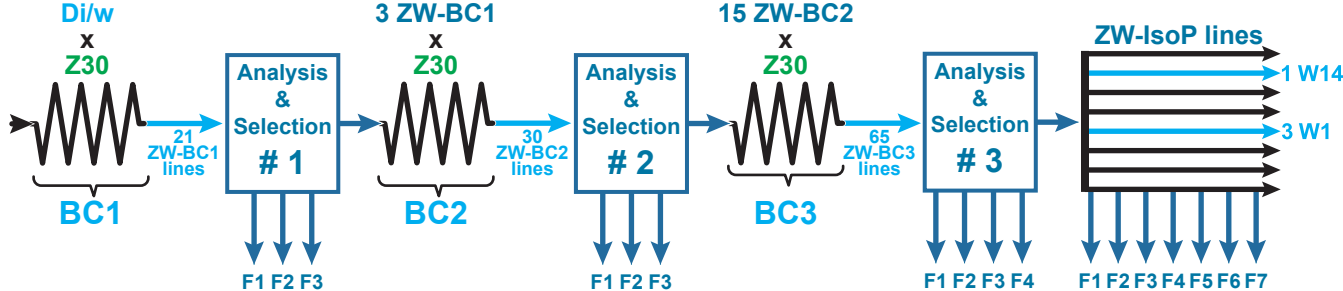 Di/w
x
Z30
21
ZW-BC1
lines
BC1
Analysis
&
Selection
# 1
F1 F2 F3
3 ZW-BC1
x
Z30
30
ZW-BC2
lines
BC2
Analysis
&
Selection
# 2
F1 F2 F3
15 ZW-BC2
x
Z30
65
ZW-BC3
lines
BC3
Analysis
&
Selection
# 3
F1 F2 F3 F4
ZW-IsoP lines
1 W14
3 W1
F1 F2 F3 F4 F5 F6 F7